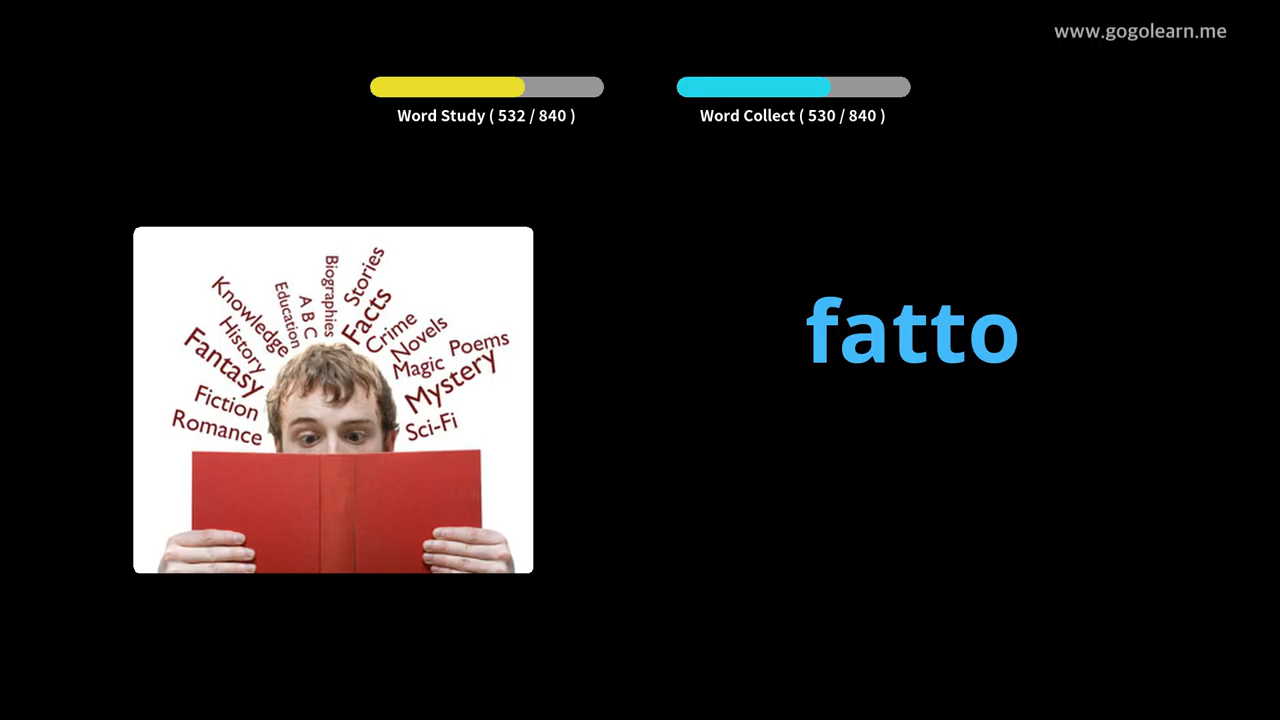 www.gogolearn.me
Word Study ( 532 / 840 )
Word Collect ( 530 / 840 )
fatto
Biographies
Stories
Education
A B C
Facts
Knowledge
Crime
History
Novels
Poems
Fantasy
Magic
Mystery
Fiction
Sci-Fi
Romance